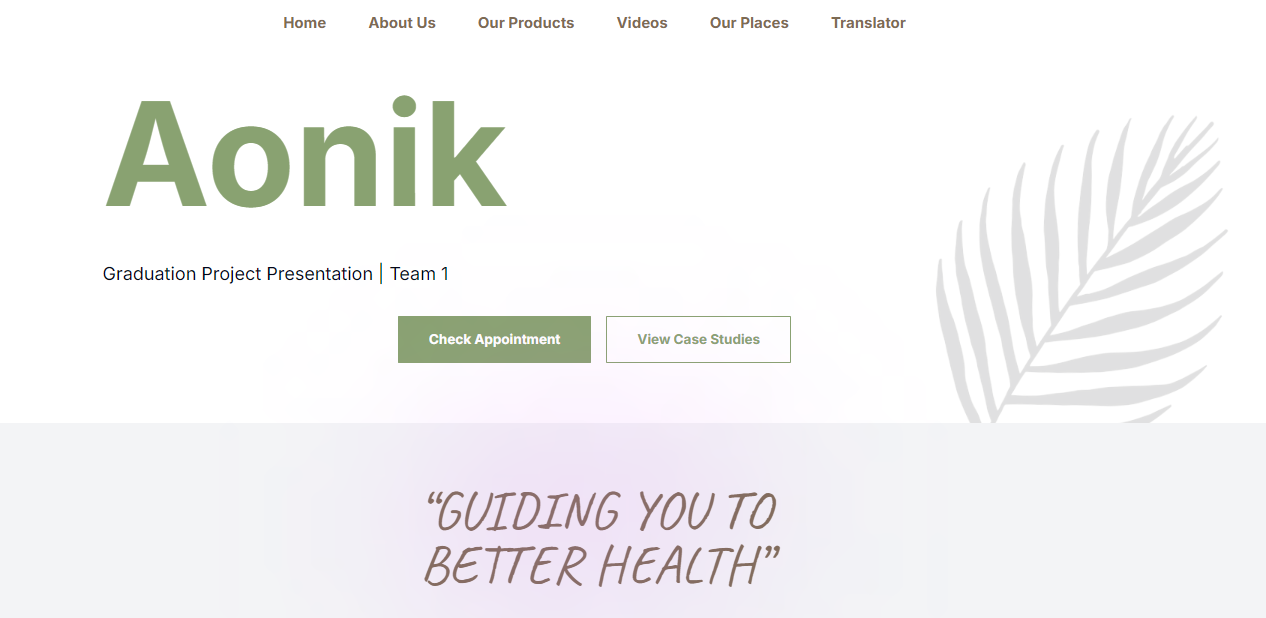 Home About Us Our Products Videos Our Places Translator
Aonik
Graduation Project Presentation | Team 1
Check Appointment View Case Studies
“GUIDING YOU TO
BETTER HEALTH”